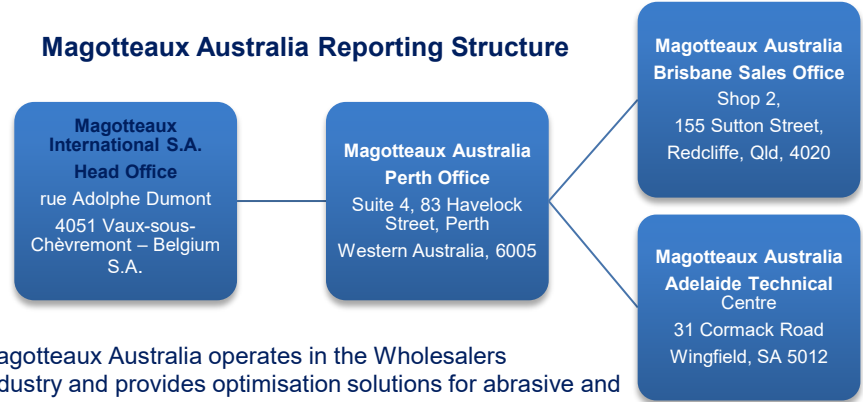 Magotteaux Australia Reporting Structure
Magotteaux
International S.A.
Head Office
rue Adolphe Dumont
4051 Vaux-sous-
Chèvremont – Belgium
S.A.
Magotteaux Australia
Perth Office
Suite 4, 83 Havelock
Street, Perth
Western Australia, 6005
Magotteaux Australia
Brisbane Sales Office
Shop 2,
155 Sutton Street,
Redcliffe, Qld, 4020
Magotteaux Australia
Adelaide Technical
Centre
31 Cormack Road
Wingfield, SA 5012
agotteaux Australia operates in the Wholesalers
dustry and provides optimisation solutions for abrasive and